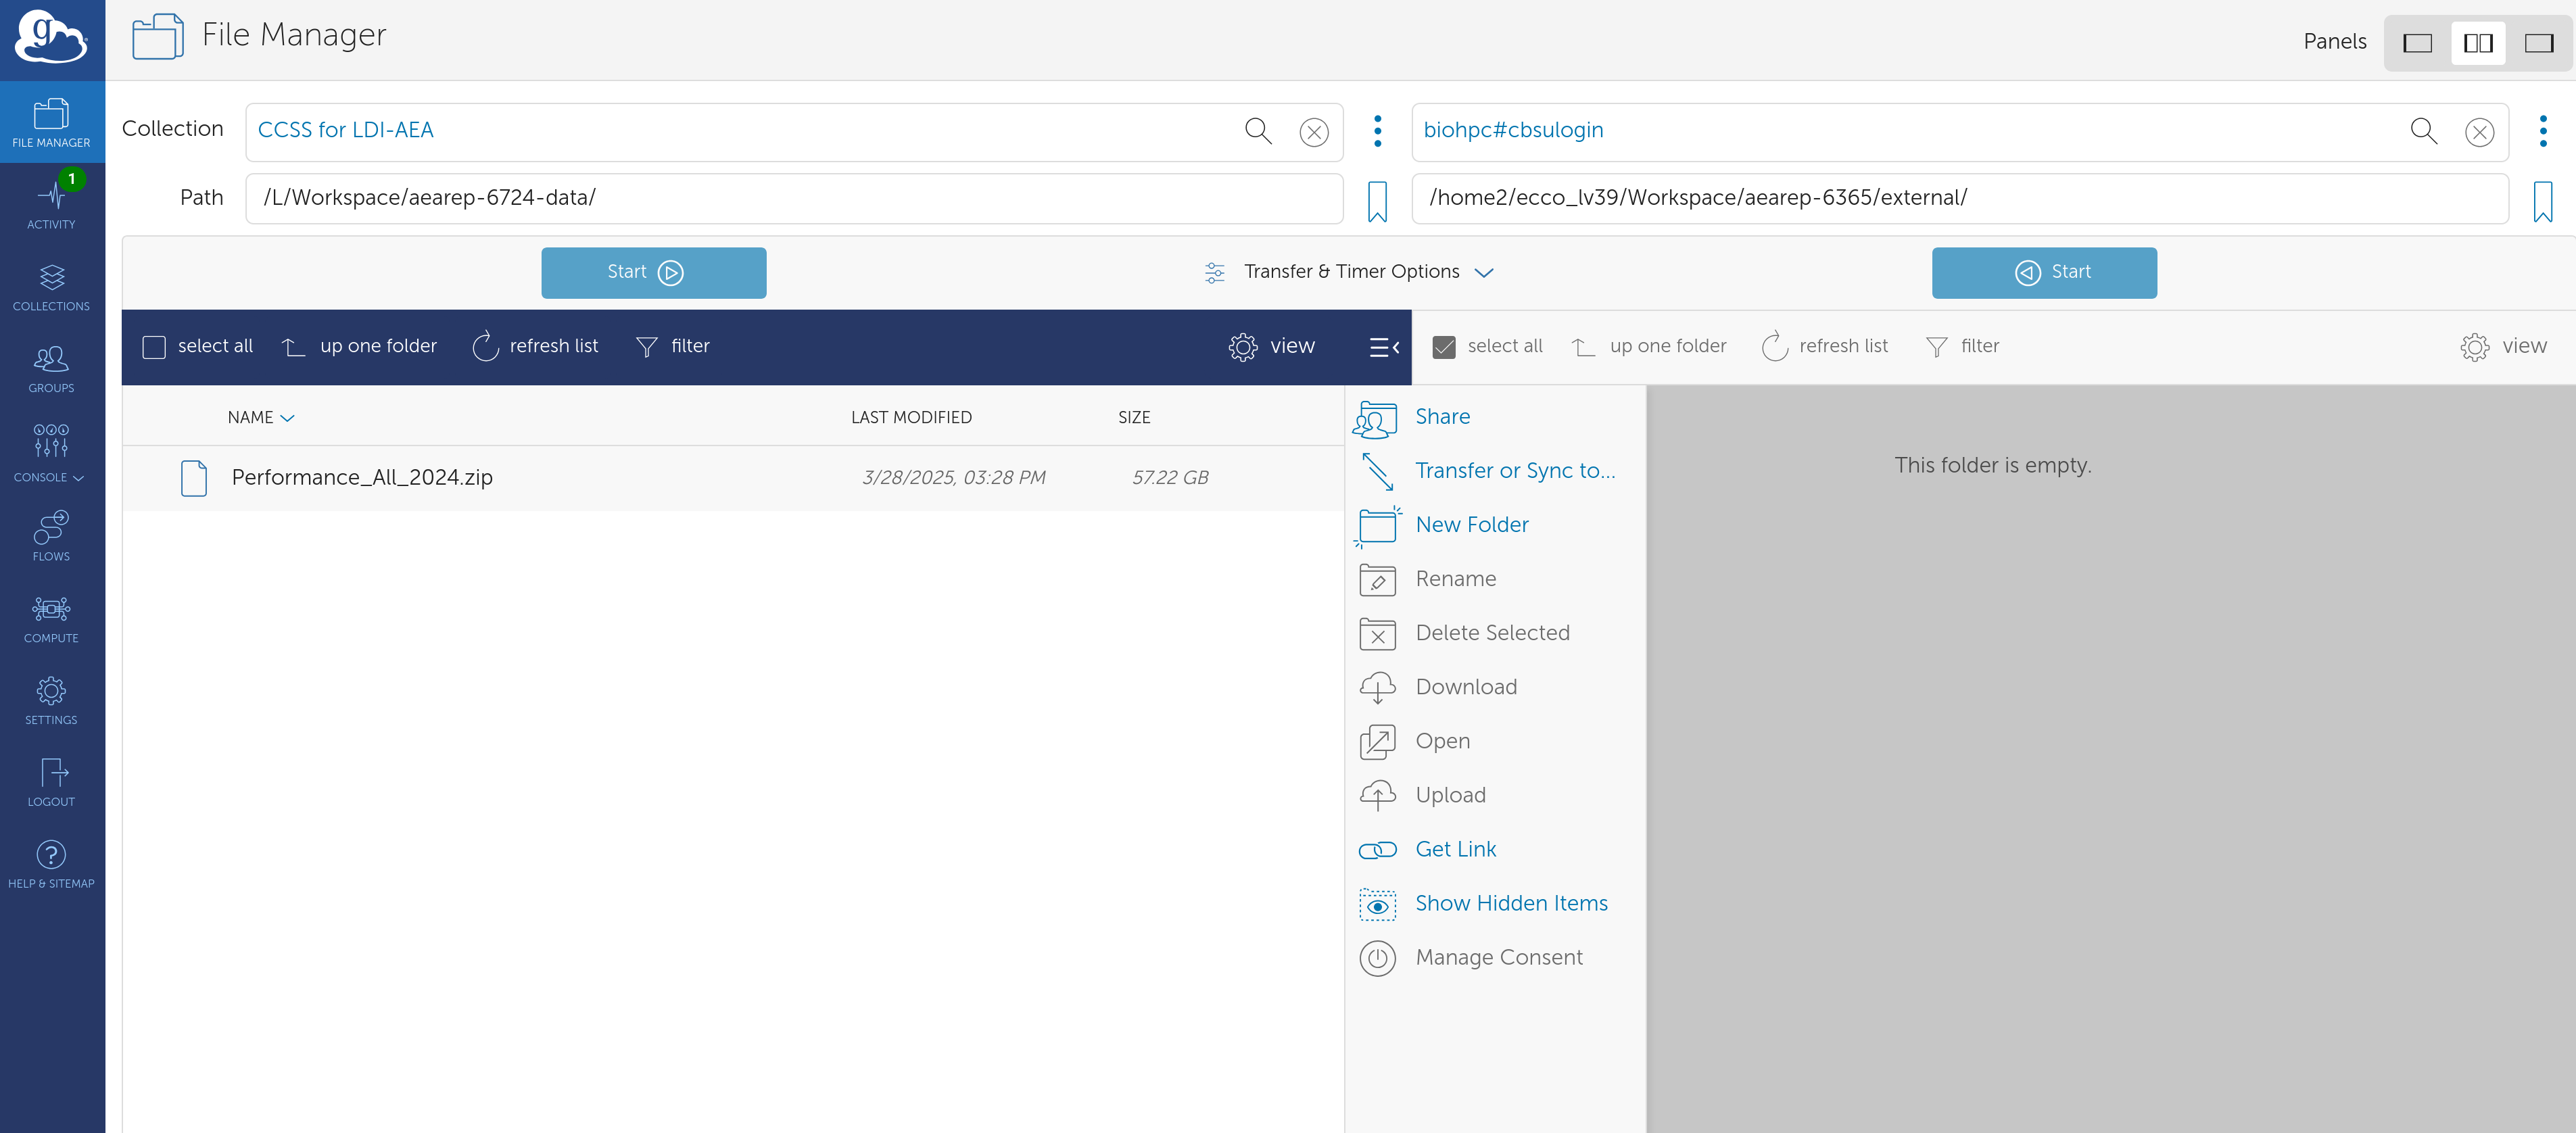 g
File Manager
Panels
FILE MANAGER
1
ACTIVITY
COLLECTIONS
GROUPS
CONSOLE
FLOWS
COMPUTE
SETTINGS
LOGOUT
?
HELP & SITEMAP
Collection
CCSS for LDI-AEA
biohpc#cbsulogin
Path
/L/Workspace/aearep-6724-data/
/home2/ecco_lv39/Workspace/aearep-6365/external/
Start
Transfer & Timer Options
Start
select all up one folder refresh list filter view
select all up one folder refresh list filter view
NAME LAST MODIFIED SIZE
Performance_All_2024.zip 3/28/2025, 03:28 PM 57.22 GB
Share
Transfer or Sync to...
New Folder
Rename
Delete Selected
Download
Open
Upload
Get Link
Show Hidden Items
Manage Consent
This folder is empty.